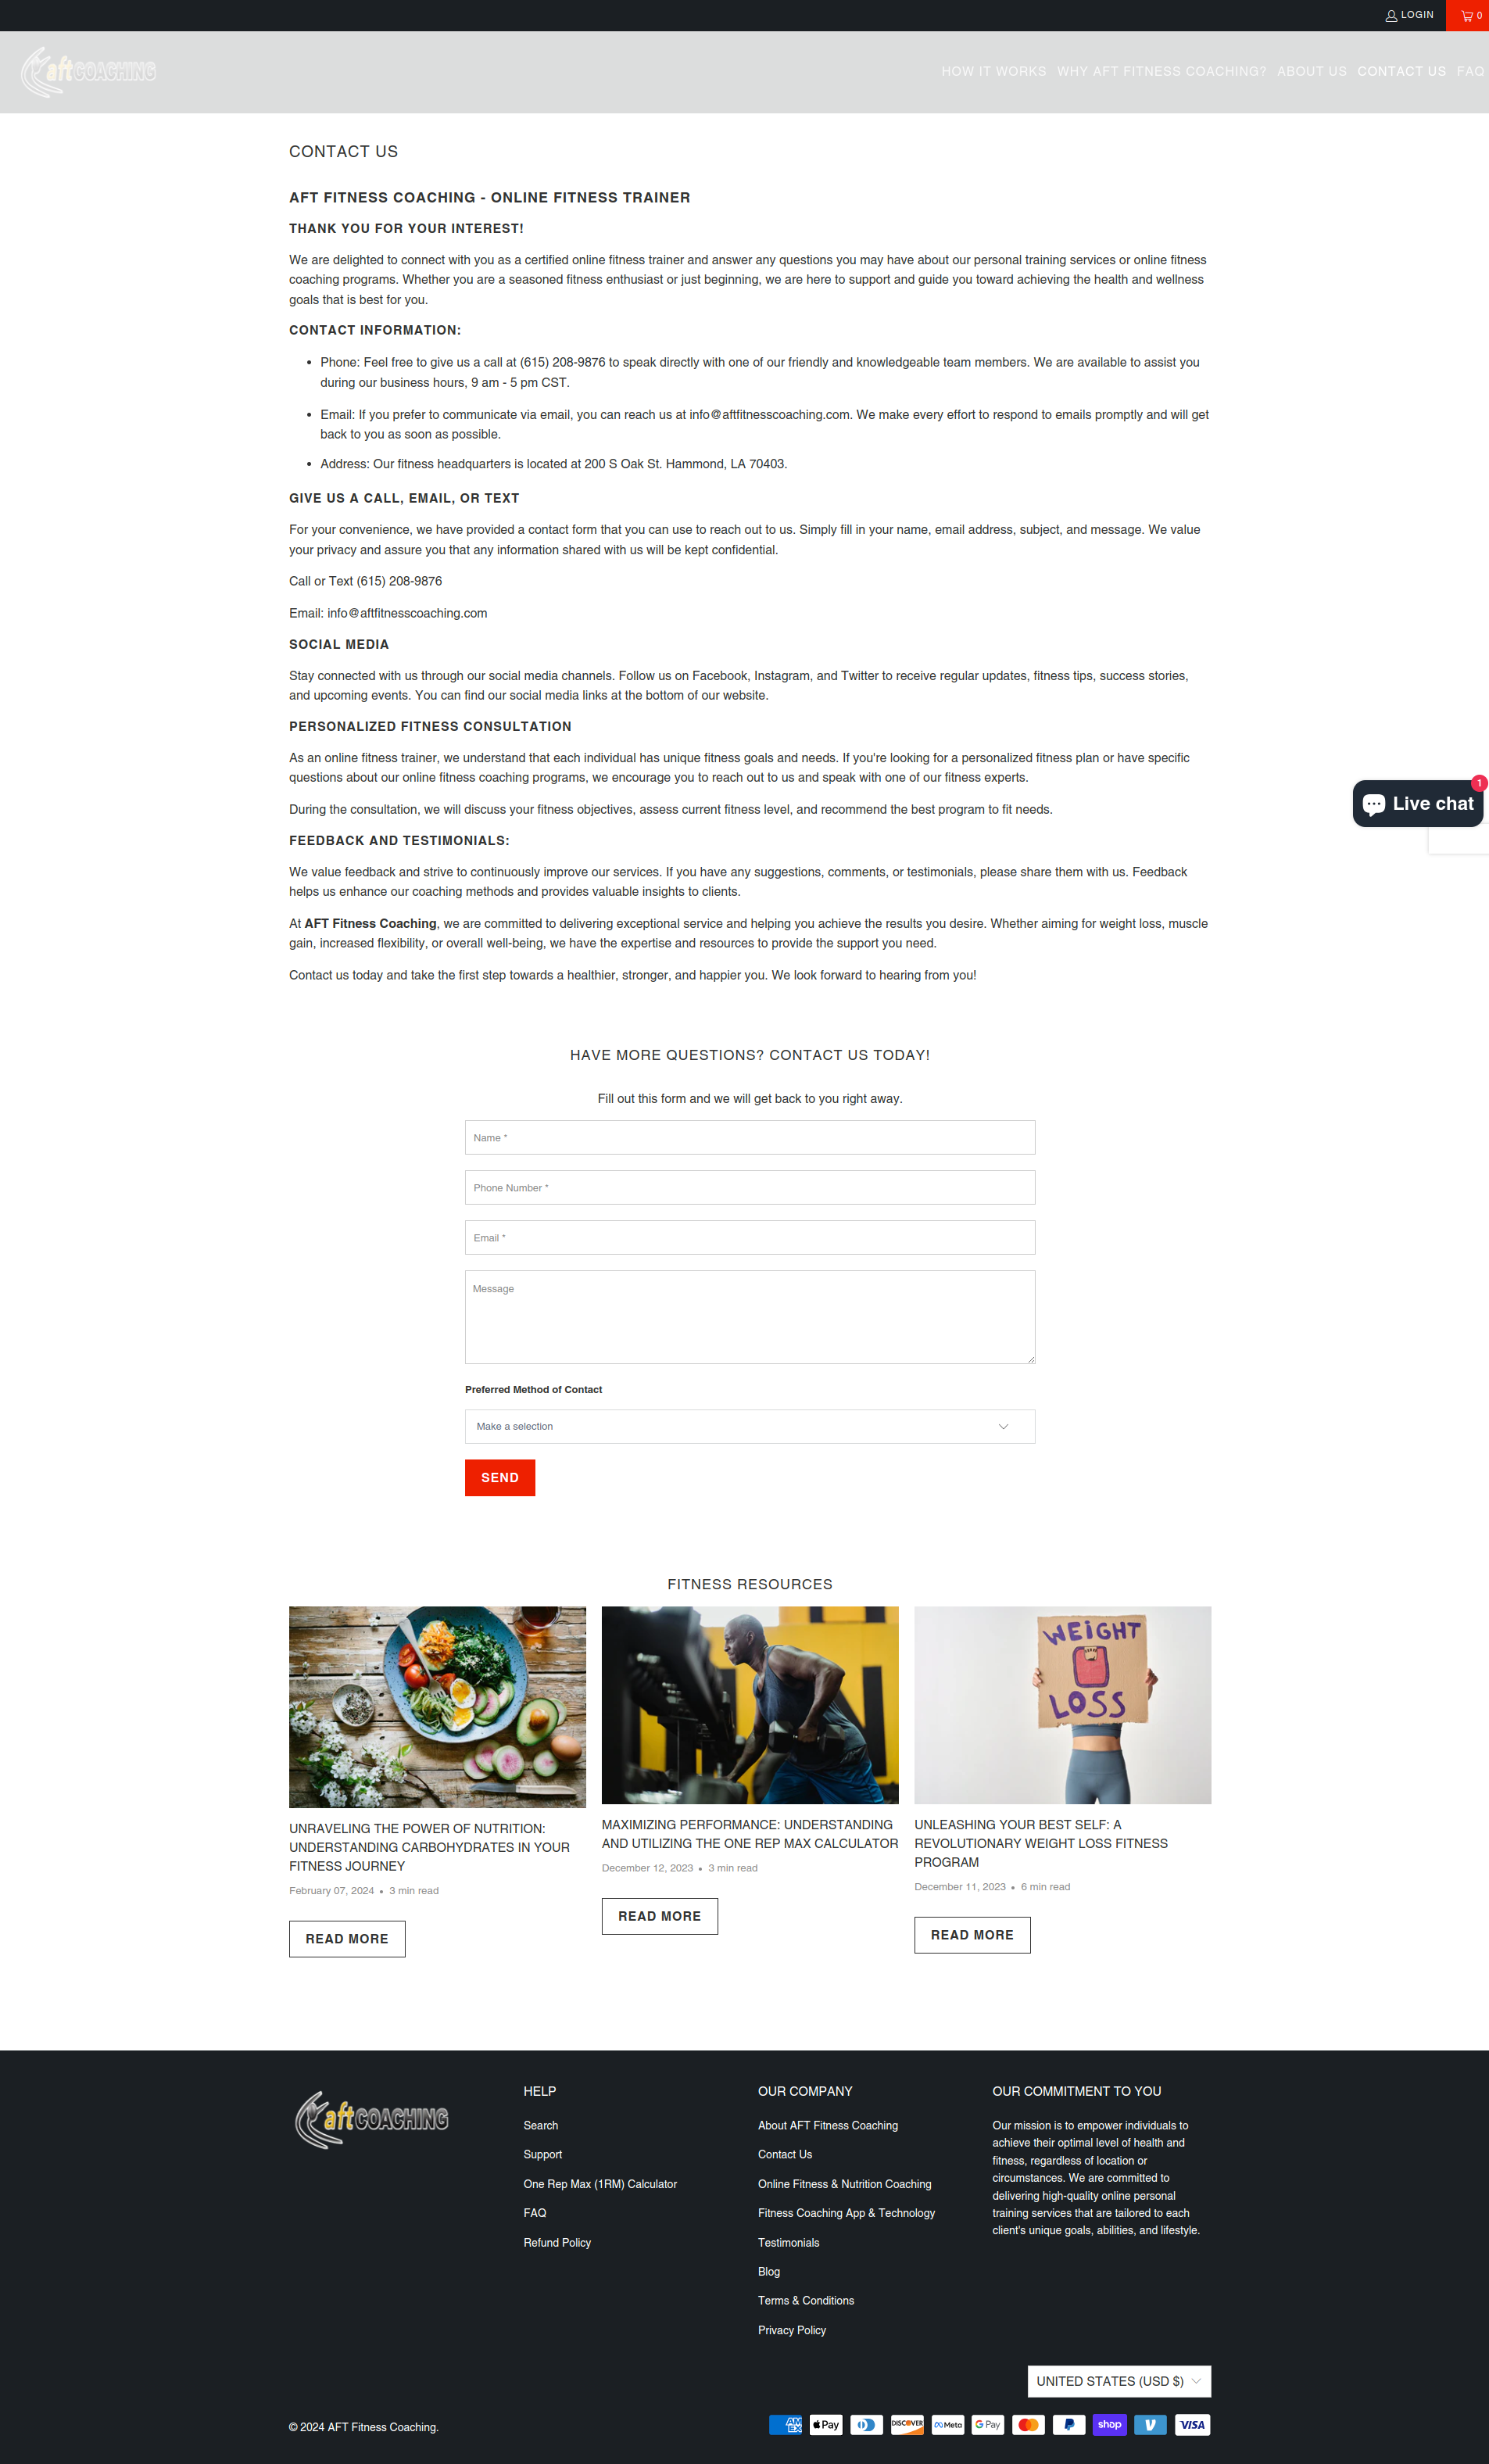 LOGIN
0
aft COACHING
HOW IT WORKS WHY AFT FITNESS COACHING? ABOUT US CONTACT US FAQ
CONTACT US
AFT FITNESS COACHING - ONLINE FITNESS TRAINER
THANK YOU FOR YOUR INTEREST!
We are delighted to connect with you as a certified online fitness trainer and answer any questions you may have about our personal training services or online fitness
coaching programs. Whether you are a seasoned fitness enthusiast or just beginning, we are here to support and guide you toward achieving the health and wellness
goals that is best for you.
CONTACT INFORMATION:
• Phone: Feel free to give us a call at (615) 208-9876 to speak directly with one of our friendly and knowledgeable team members. We are available to assist you
during our business hours, 9 am - 5 pm CST.
• Email: If you prefer to communicate via email, you can reach us at info@aftfitnesscoaching.com. We make every effort to respond to emails promptly and will get
back to you as soon as possible.
• Address: Our fitness headquarters is located at 200 S Oak St. Hammond, LA 70403.
GIVE US A CALL, EMAIL, OR TEXT
For your convenience, we have provided a contact form that you can use to reach out to us. Simply fill in your name, email address, subject, and message. We value
your privacy and assure you that any information shared with us will be kept confidential.
Call or Text (615) 208-9876
Email: info@aftfitnesscoaching.com
SOCIAL MEDIA
Stay connected with us through our social media channels. Follow us on Facebook, Instagram, and Twitter to receive regular updates, fitness tips, success stories,
and upcoming events. You can find our social media links at the bottom of our website.
PERSONALIZED FITNESS CONSULTATION
As an online fitness trainer, we understand that each individual has unique fitness goals and needs. If you're looking for a personalized fitness plan or have specific
questions about our online fitness coaching programs, we encourage you to reach out to us and speak with one of our fitness experts.
During the consultation, we will discuss your fitness objectives, assess current fitness level, and recommend the best program to fit needs.
1
Live chat
FEEDBACK AND TESTIMONIALS:
We value feedback and strive to continuously improve our services. If you have any suggestions, comments, or testimonials, please share them with us. Feedback
helps us enhance our coaching methods and provides valuable insights to clients.
At AFT Fitness Coaching, we are committed to delivering exceptional service and helping you achieve the results you desire. Whether aiming for weight loss, muscle
gain, increased flexibility, or overall well-being, we have the expertise and resources to provide the support you need.
Contact us today and take the first step towards a healthier, stronger, and happier you. We look forward to hearing from you!
HAVE MORE QUESTIONS? CONTACT US TODAY!
Fill out this form and we will get back to you right away.
Name *
Phone Number *
Email *
Message
Preferred Method of Contact
Make a selection
SEND
FITNESS RESOURCES
WEIGHT
LOSS
UNRAVELING THE POWER OF NUTRITION:
UNDERSTANDING CARBOHYDRATES IN YOUR
FITNESS JOURNEY
February 07, 2024 • 3 min read
READ MORE
MAXIMIZING PERFORMANCE: UNDERSTANDING
AND UTILIZING THE ONE REP MAX CALCULATOR
December 12, 2023 • 3 min read
READ MORE
UNLEASHING YOUR BEST SELF: A
REVOLUTIONARY WEIGHT LOSS FITNESS
PROGRAM
December 11, 2023 • 6 min read
READ MORE
aft COACHING
HELP
Search
Support
One Rep Max (1RM) Calculator
FAQ
Refund Policy
OUR COMPANY
About AFT Fitness Coaching
Contact Us
Online Fitness & Nutrition Coaching
Fitness Coaching App & Technology
Testimonials
Blog
Terms & Conditions
Privacy Policy
OUR COMMITMENT TO YOU
Our mission is to empower individuals to
achieve their optimal level of health and
fitness, regardless of location or
circumstances. We are committed to
delivering high-quality online personal
training services that are tailored to each
client's unique goals, abilities, and lifestyle.
UNITED STATES (USD $)
© 2024 AFT Fitness Coaching.
AMEX Pay DISCOVER Meta G Pay shop VISA